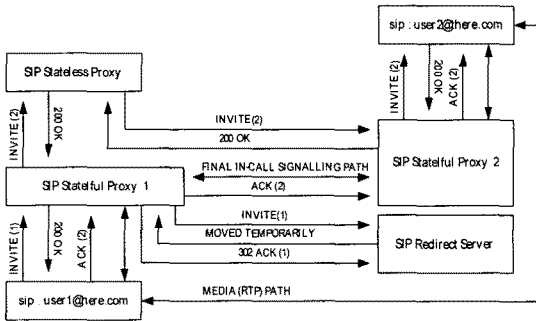 sip : user2@there.com
SIP Stateless Proxy
INVITE (2)
200 OK
INVITE (2)
200 OK
ACK (2)
INVITE (2)
200 OK
SIP Statelful Proxy 2
FINAL IN-CALL SIGNALLING PATH
SIP Statelful Proxy 1
ACK (2)
INVITE (1)
MOVED TEMPORARILY
SIP Redirect Server
302 ACK (1)
INVITE (1)
200 OK
ACK (2)
sip : user1@here.com
MEDIA (RTP) PATH